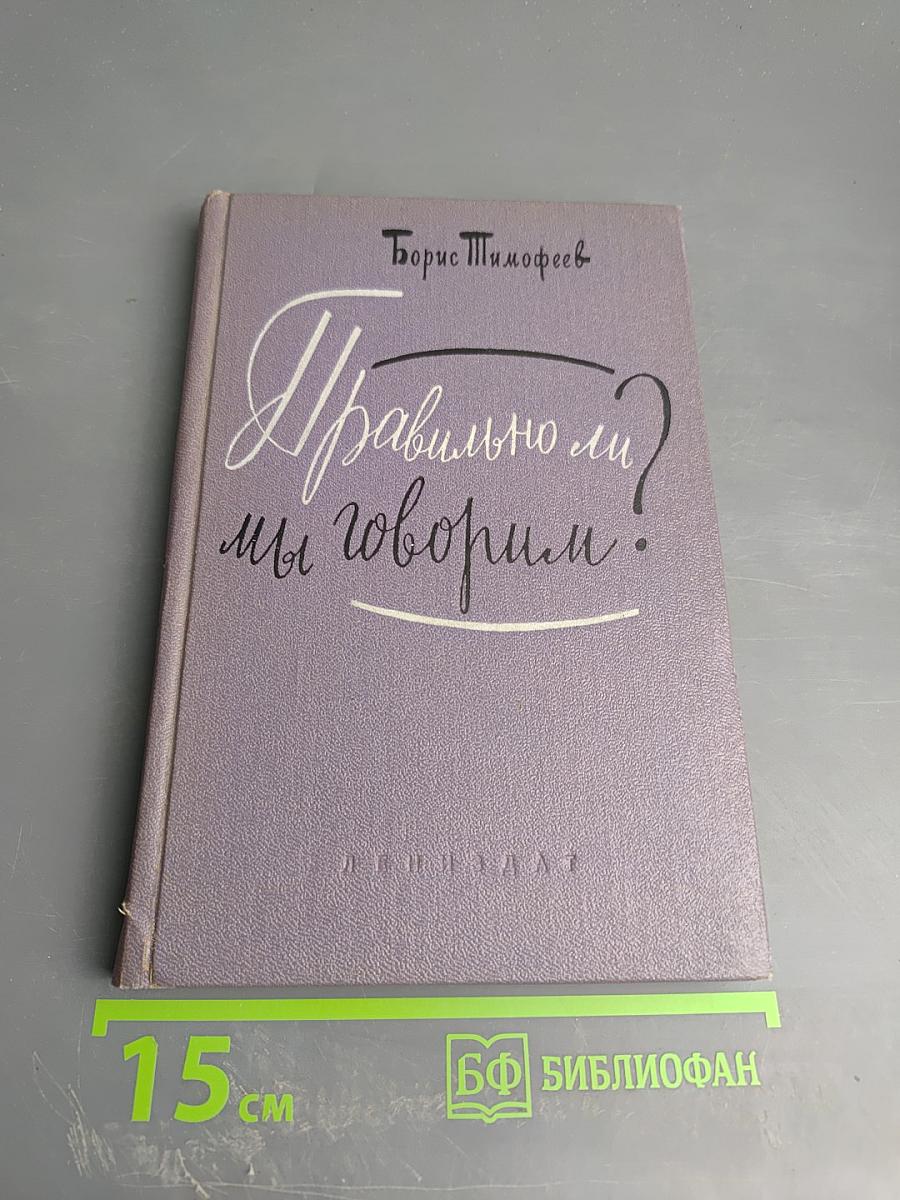 Борис Тимофеев
Правильно ли
мы говорим?
ЛЕНИЗДАТ
15 см
БФ БИБЛИОФАН